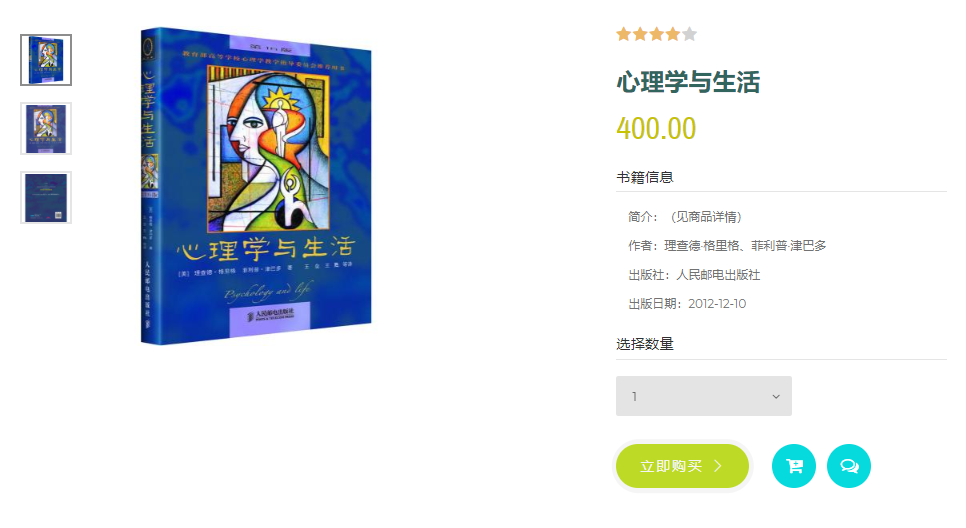 教育部高等学校心理学教学指导委员会推荐用书
心理学与生活
心理学与生活
[美] 理查德·格里格 菲利普·津巴多 著 王垒 王甦 等译
Psychology and life
人民邮电出版社
人民邮电出版社
心理学与生活
400.00
书籍信息
简介：（见商品详情）
作者：理查德·格里格、菲利普·津巴多
出版社：人民邮电出版社
出版日期：2012-12-10
选择数量
1
立即购买